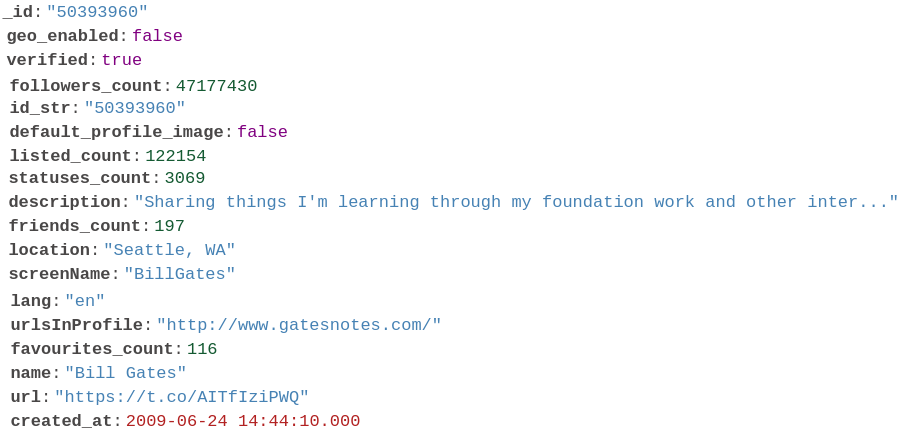 _id:"50393960"
geo_enabled:false
verified:true
followers_count:47177430
id_str:"50393960"
default_profile_image:false
listed_count:122154
statuses_count:3069
description:"Sharing things I'm learning through my foundation work and other inter..."
friends_count:197
location:"Seattle, WA"
screenName:"BillGates"
lang:"en"
urlsInProfile:"http://www.gatesnotes.com/"
favourites_count:116
name:"Bill Gates"
url:"https://t.co/AITfIziPWQ"
created_at:2009-06-24 14:44:10.000